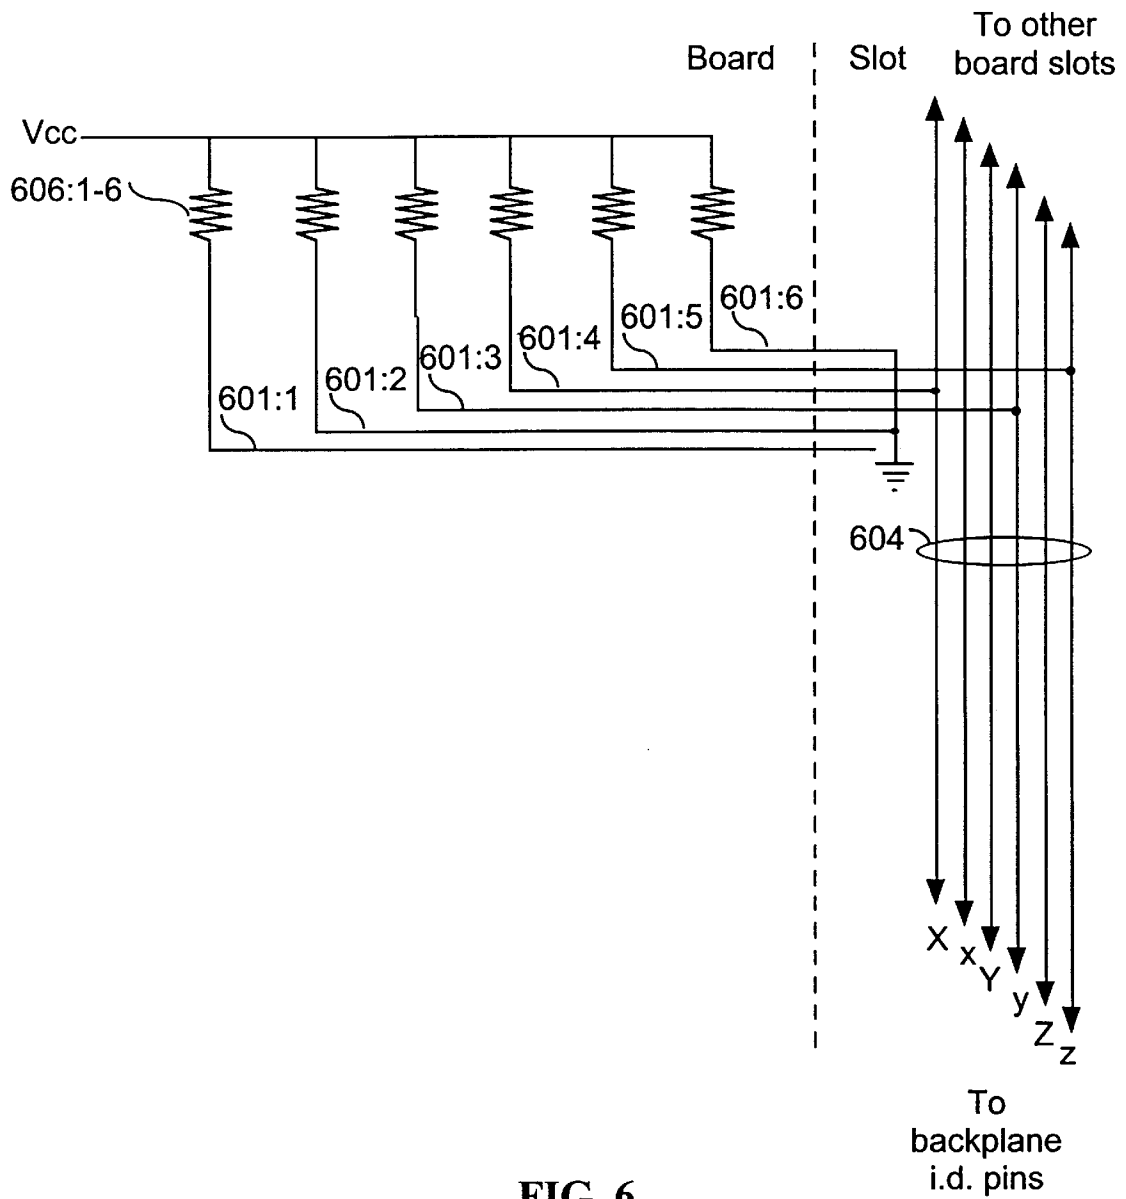 To other
board slots
Board
Slot
Vcc
606:1-6
601:6
601:5
601:4
601:3
601:2
601:1
604
X
x
Y
y
Z
z
To
backplane
i.d. pins
FIG. 6